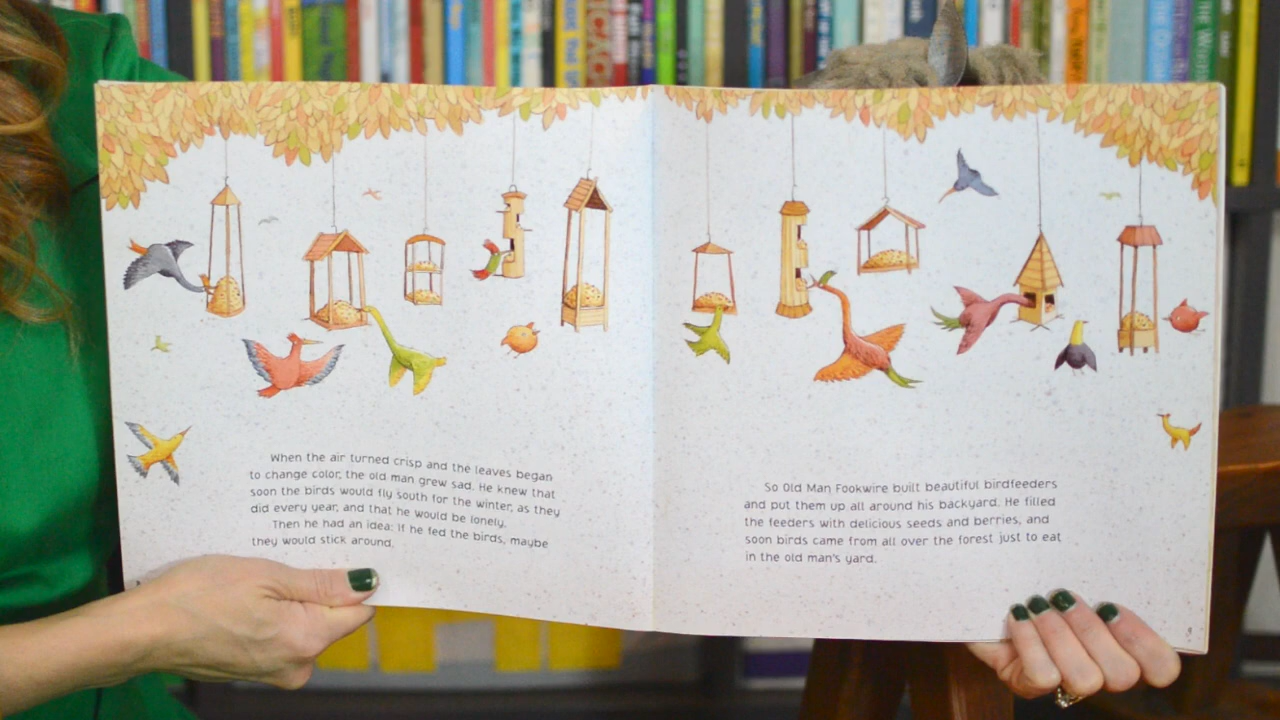 When the air turned crisp and the leaves began
to change color, the old man grew sad. He knew that
soon the birds would fly south for the winter, as they
did every year, and that he would be lonely.
Then he had an idea: If he fed the birds, maybe
they would stick around.
So Old Man Fookwire built beautiful birdfeeders
and put them up all around his backyard. He filled
the feeders with delicious seeds and berries, and
soon birds came from all over the forest just to eat
in the old man's yard.